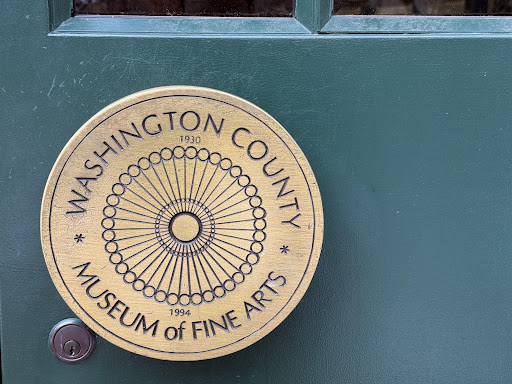 WASHINGTON COUNTY
1930
* *
1994
MUSEUM of FINE ARTS